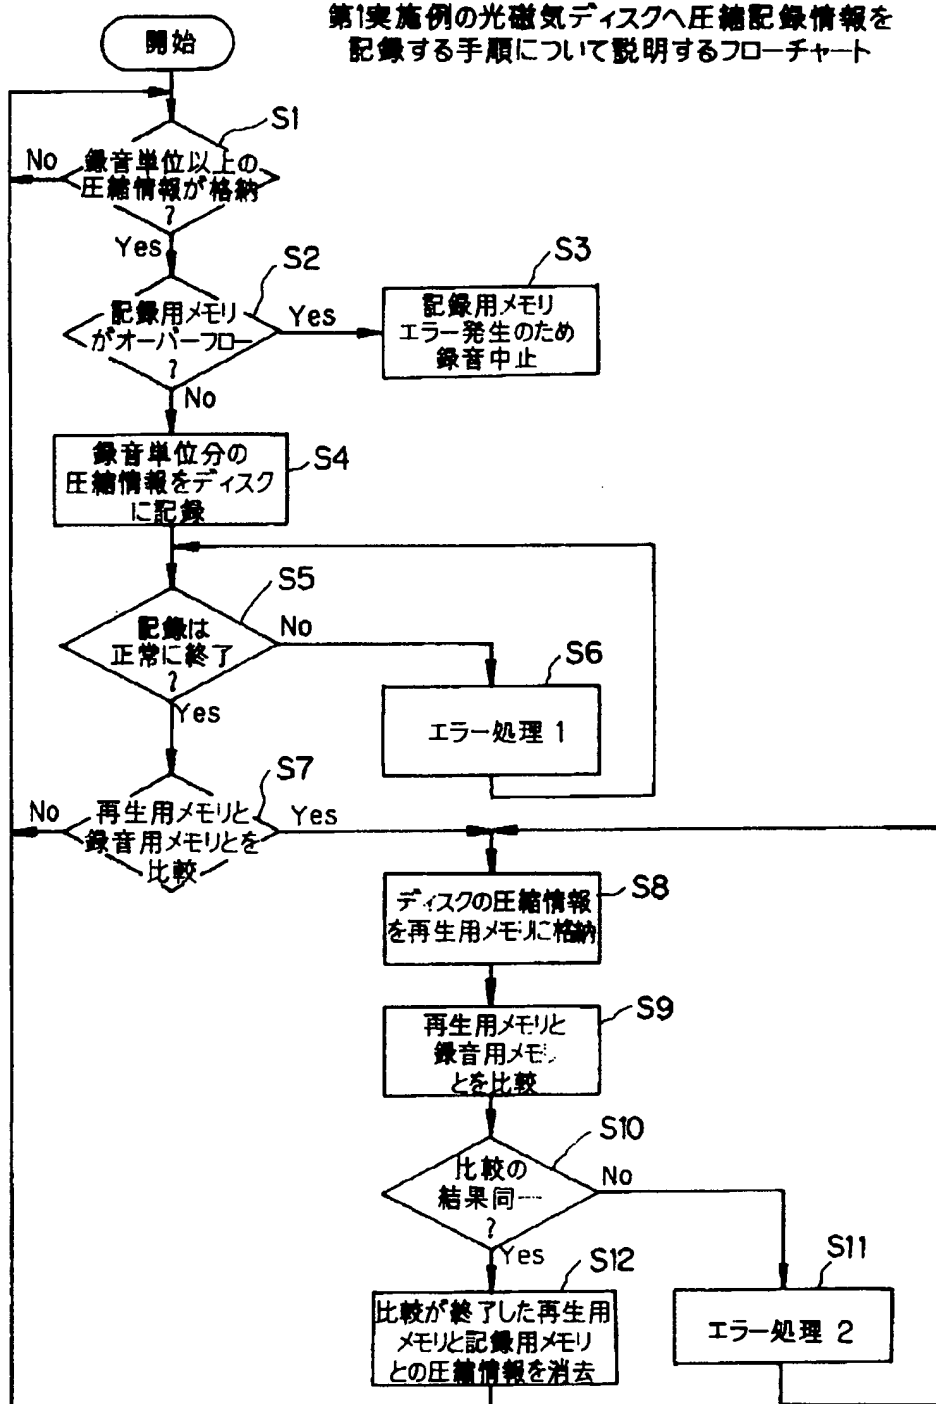 第1実施例の光磁気ディスクへ圧縮記録情報を
記録する手順について説明するフローチャート
開始
S1
No
録音単位以上の
圧縮情報が格納
?
Yes
S2
記録用メモリ
がオーバーフロー
?
Yes
No
S3
記録用メモリ
エラー発生のため
録音中止
S4
録音単位分の
圧縮情報をディスク
に記録
S5
記録は
正常に終了
?
No
Yes
S6
エラー処理 1
S7
No
再生用メモリと
録音用メモリとを
比較
Yes
S8
ディスクの圧縮情報
を再生用メモリに格納
S9
再生用メモリと
録音用メモリ
とを比較
S10
比較の
結果同一
?
No
Yes
S11
エラー処理 2
S12
比較が終了した再生用
メモリと記録用メモリ
との圧縮情報を消去